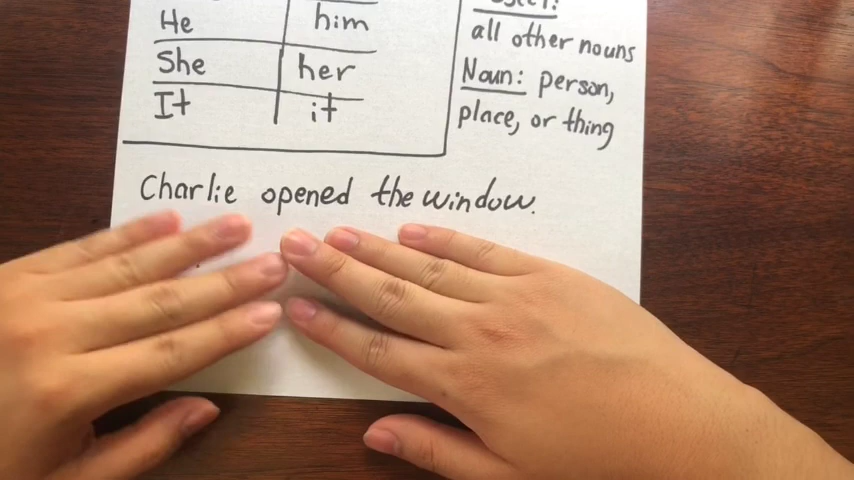 He him
all other nouns
She her
Noun: person,
It it
place, or thing
Charlie opened the window.